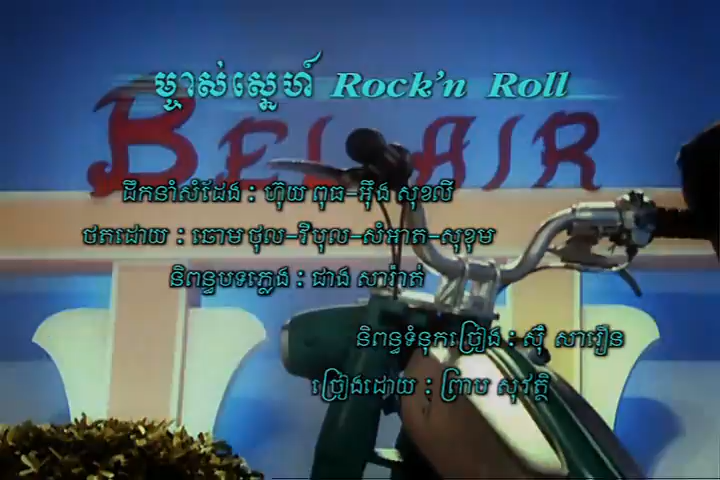 ម្ចាស់ស្នេហ៍ Rock'n Roll
BEL AIR
ដឹកនាំសំដែង : ហ៊ុយ ពុធ-អ៊ឹង សុខលី
ថតដោយ : ឆោម ថុល-វិបុល-សំអាត-សុខុម
និពន្ធបទភ្លេង : ជាង សារ៉ាត់
និពន្ធទំនុកច្រៀង : ស៊ឺ សាវឿន
ច្រៀងដោយ : ព្រាប សុវត្ថិ